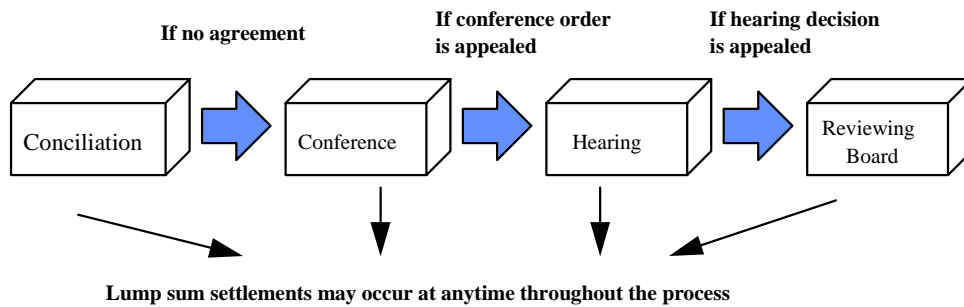 If no agreement
If conference order
is appealed
If hearing decision
is appealed
Conciliation
Conference
Hearing
Reviewing
Board
Lump sum settlements may occur at anytime throughout the process